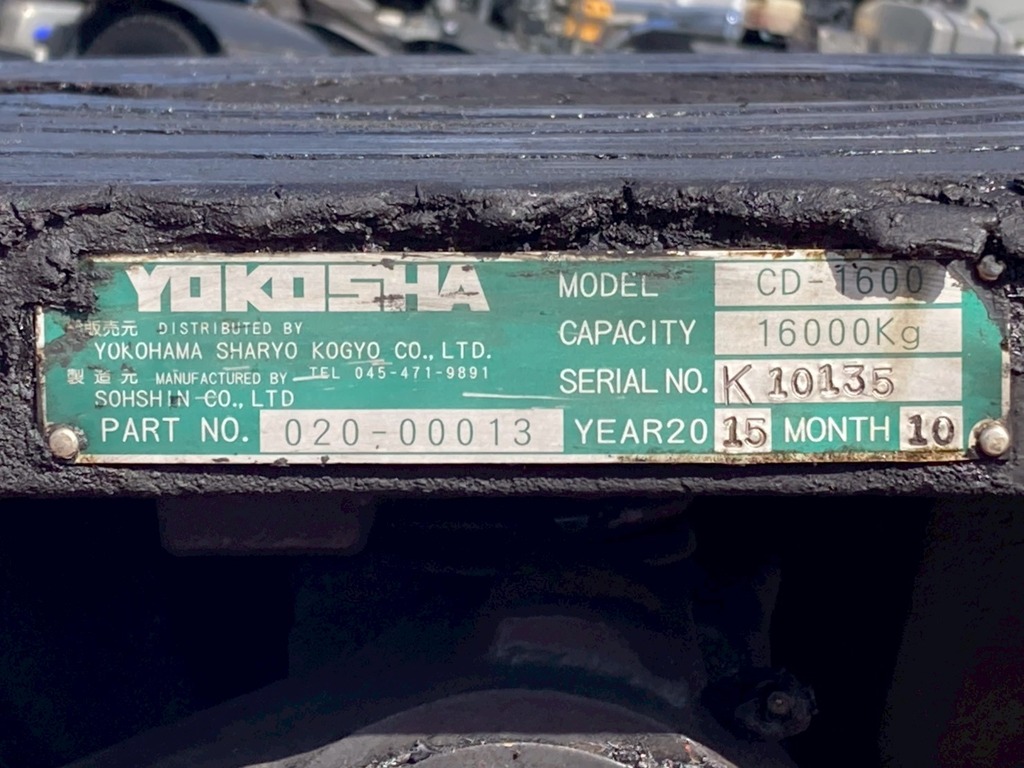 YOKOSHA
販売元 DISTRIBUTED BY
YOKOHAMA SHARYO KOGYO CO., LTD.
TEL 045-471-9891
製造元 MANUFACTURED BY
SOHSHIN CO., LTD
PART NO. 020-00013
MODEL CD-1600
CAPACITY 16000Kg
SERIAL NO. K10135
YEAR20 15 MONTH 10